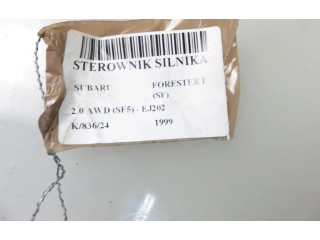 STEROWNIK SILNIKA
SUBARU FORESTER I
(SF)
2.0 AWD (SF5) - EJ202
K/836/24 1999